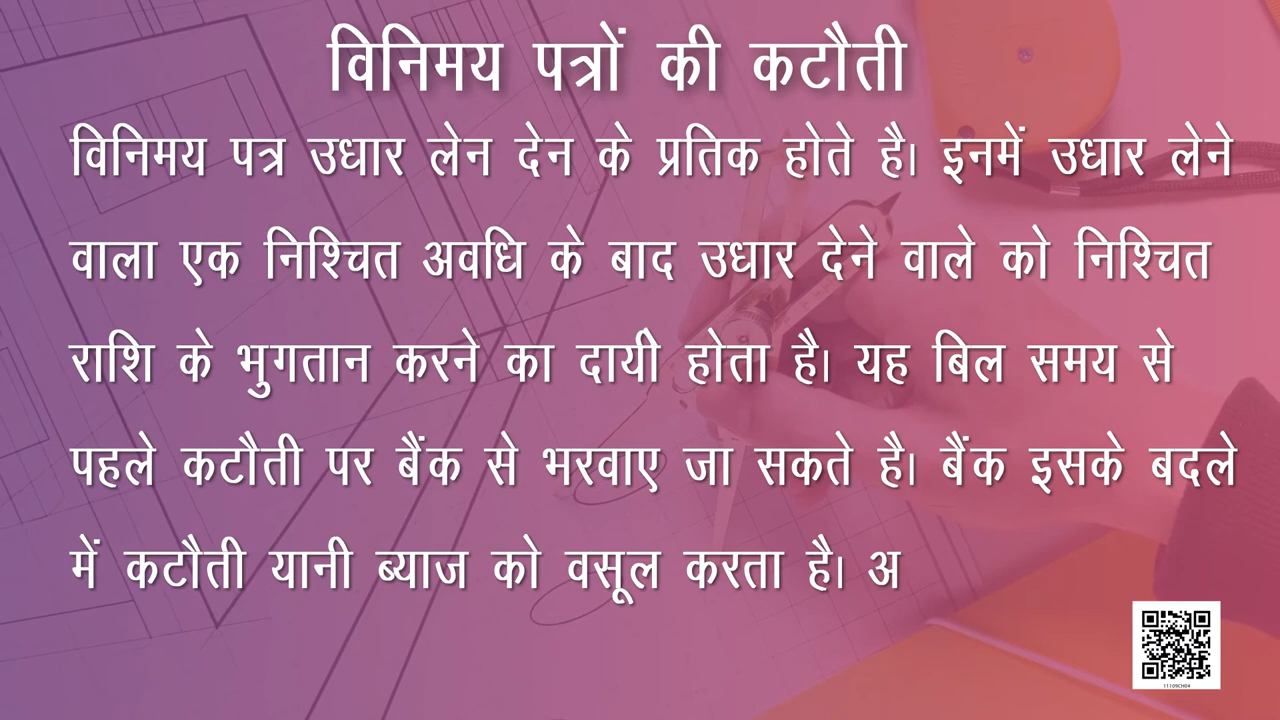 विनिमय पत्रों की कटौती
विनिमय पत्र उधार लेन देन के प्रतिक होते है। इनमें उधार लेने
वाला एक निश्चित अवधि के बाद उधार देने वाले को निश्चित
राशि के भुगतान करने का दायीे होता है। यह बिल समय से
पहले कटौती पर बैंक से भरवाए जा सकते है। बैंक इसके बदले
में कटौती यानी ब्याज को वसूल करता है। अ
11109CH04